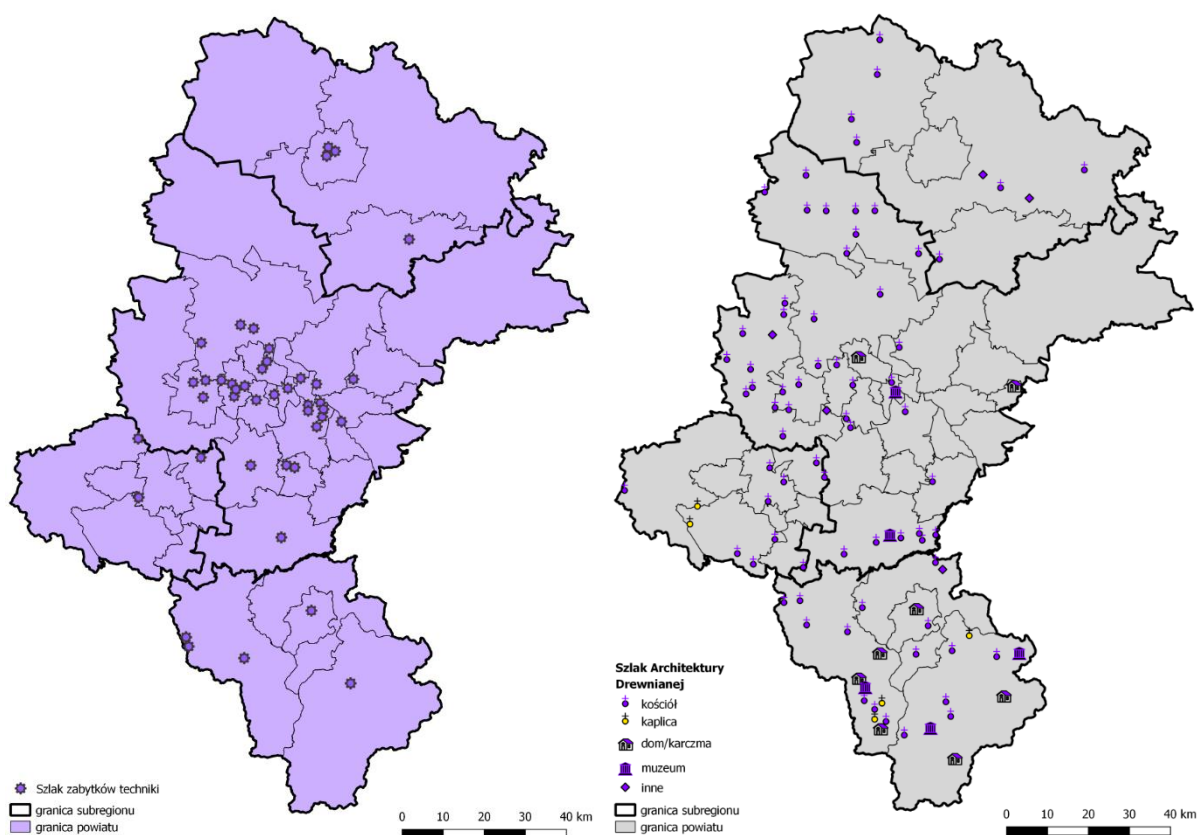 Szlak zabytków techniki
granica subregionu
granica powiatu
0 10 20 30 40 km
Szlak Architektury
Drewnianej
kościół
kaplica
dom/karczma
muzeum
inne
granica subregionu
granica powiatu
0 10 20 30 40 km